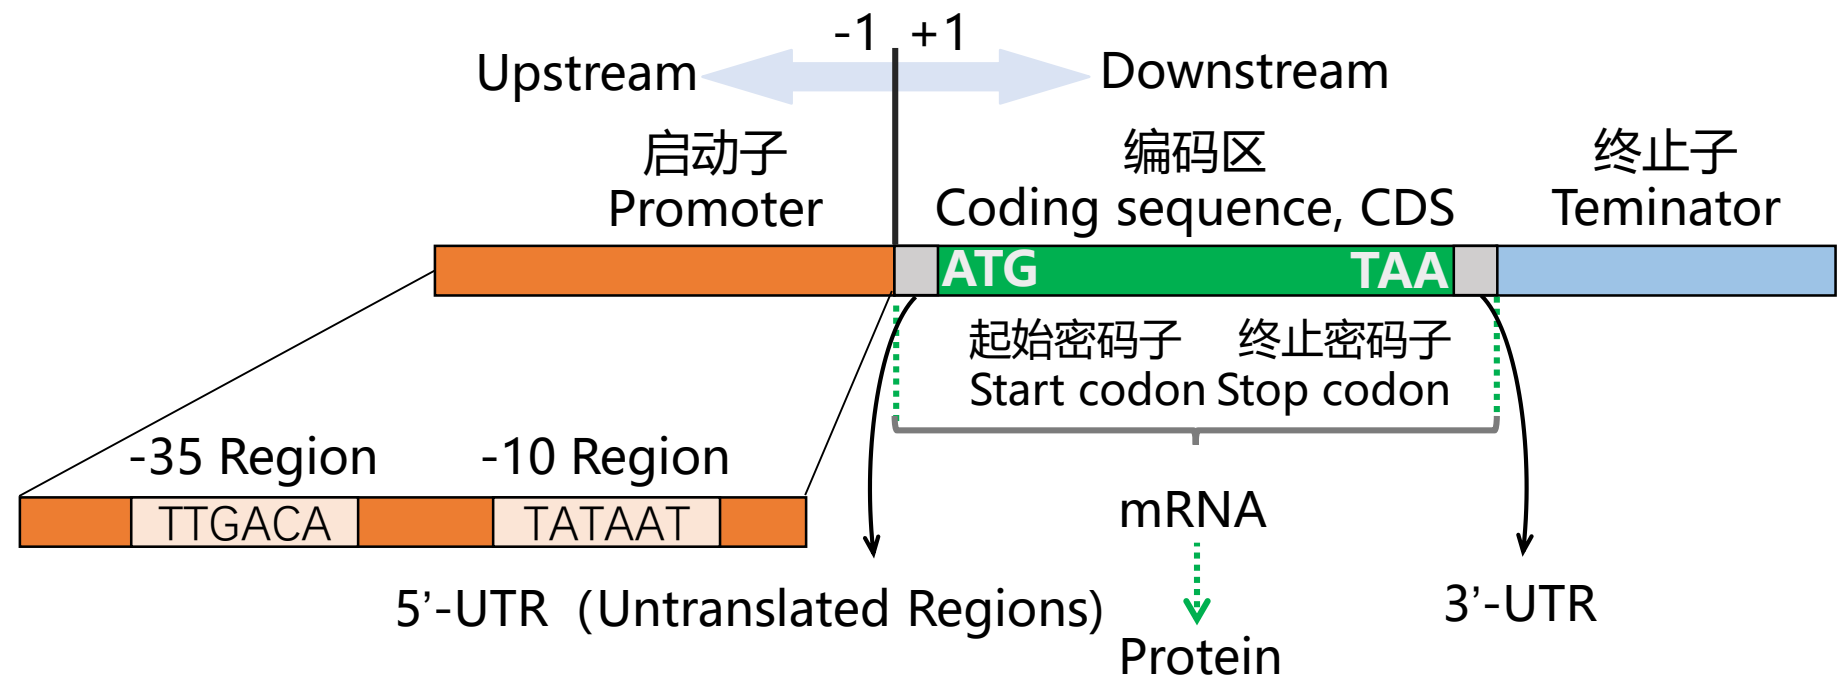 -1 +1
Upstream Downstream
启动子 编码区 终止子
Promoter Coding sequence, CDS Teminator
ATG TAA
起始密码子 终止密码子
Start codon Stop codon
-35 Region -10 Region
TTGACA TATAAT
mRNA
5’-UTR（Untranslated Regions) 3’-UTR
Protein